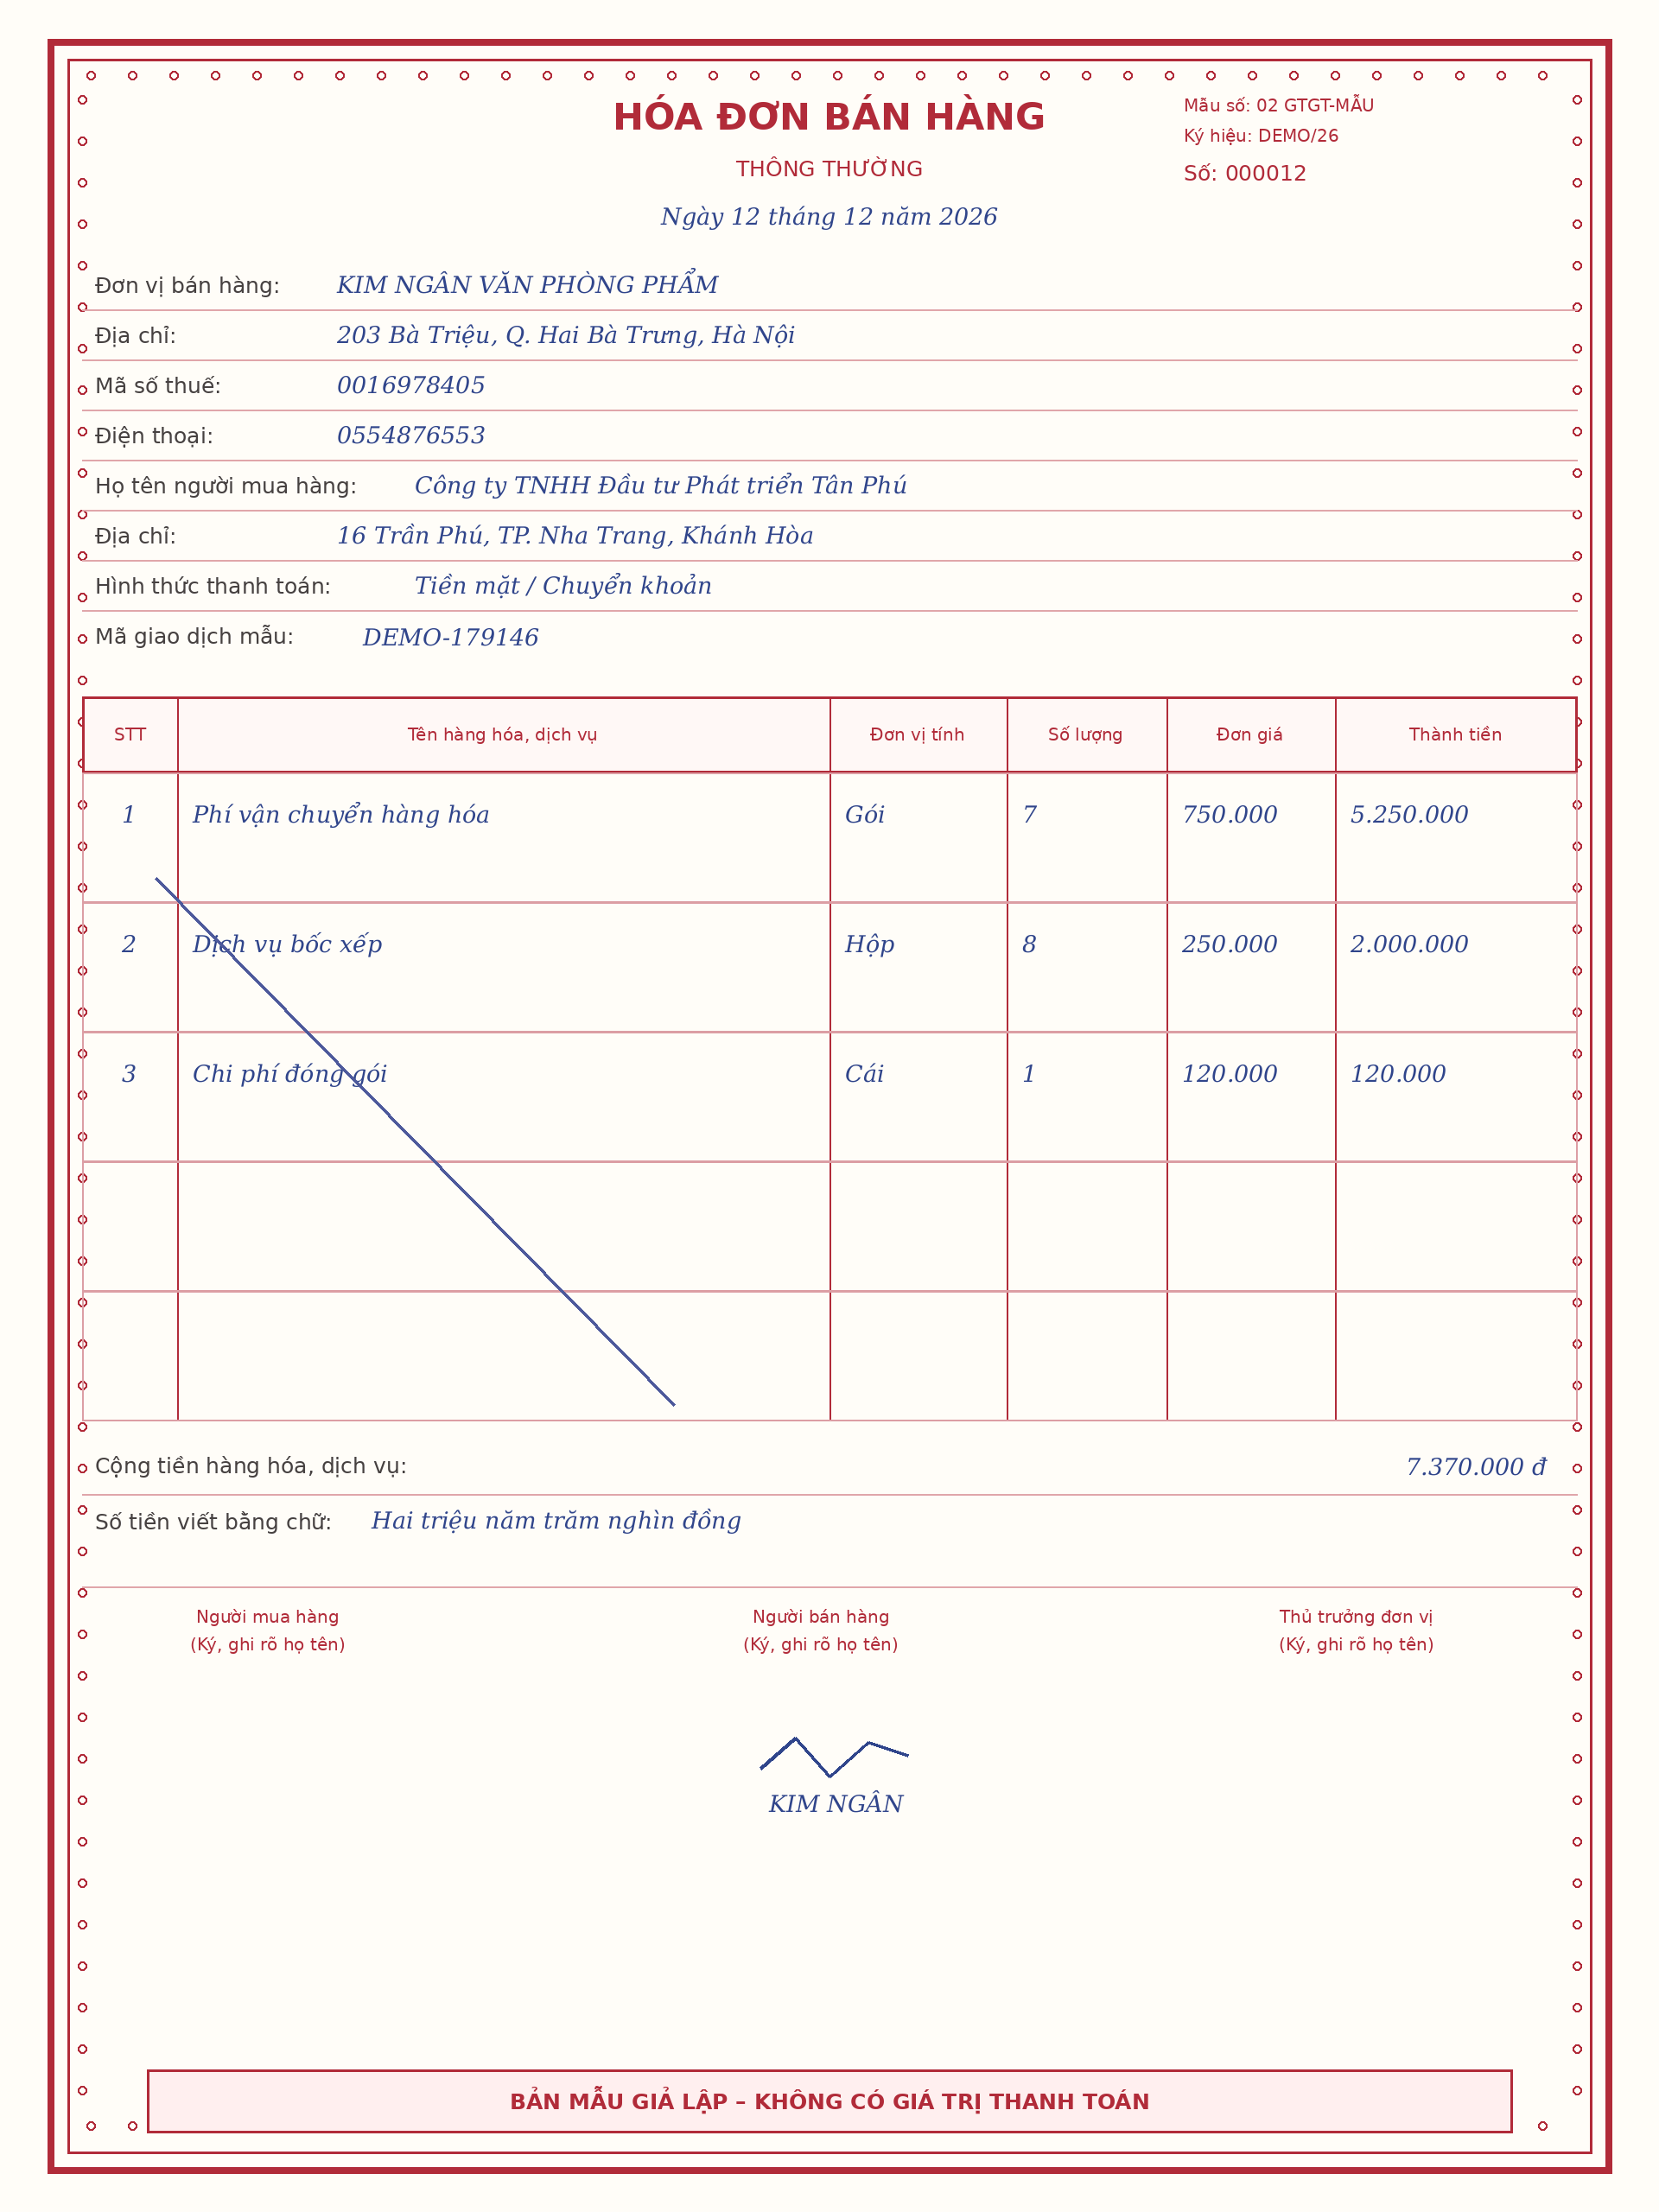 HÓA ĐƠN BÁN HÀNG
THÔNG THƯỜNG
Mẫu số: 02 GTGT-MẪU
Ký hiệu: DEMO/26
Số: 000012
Ngày 12 tháng 12 năm 2026
Đơn vị bán hàng: KIM NGÂN VĂN PHÒNG PHẨM
Địa chỉ: 203 Bà Triệu, Q. Hai Bà Trưng, Hà Nội
Mã số thuế: 0016978405
Điện thoại: 0554876553
Họ tên người mua hàng: Công ty TNHH Đầu tư Phát triển Tân Phú
Địa chỉ: 16 Trần Phú, TP. Nha Trang, Khánh Hòa
Hình thức thanh toán: Tiền mặt / Chuyển khoản
Mã giao dịch mẫu: DEMO-179146
STT Tên hàng hóa, dịch vụ Đơn vị tính Số lượng Đơn giá Thành tiền
1 Phí vận chuyển hàng hóa Gói 7 750.000 5.250.000
2 Dịch vụ bốc xếp Hộp 8 250.000 2.000.000
3 Chi phí đóng gói Cái 1 120.000 120.000
Cộng tiền hàng hóa, dịch vụ: 7.370.000 đ
Số tiền viết bằng chữ: Hai triệu năm trăm nghìn đồng
Người mua hàng Người bán hàng Thủ trưởng đơn vị
(Ký, ghi rõ họ tên) (Ký, ghi rõ họ tên) (Ký, ghi rõ họ tên)
KIM NGÂN
BẢN MẪU GIẢ LẬP – KHÔNG CÓ GIÁ TRỊ THANH TOÁN